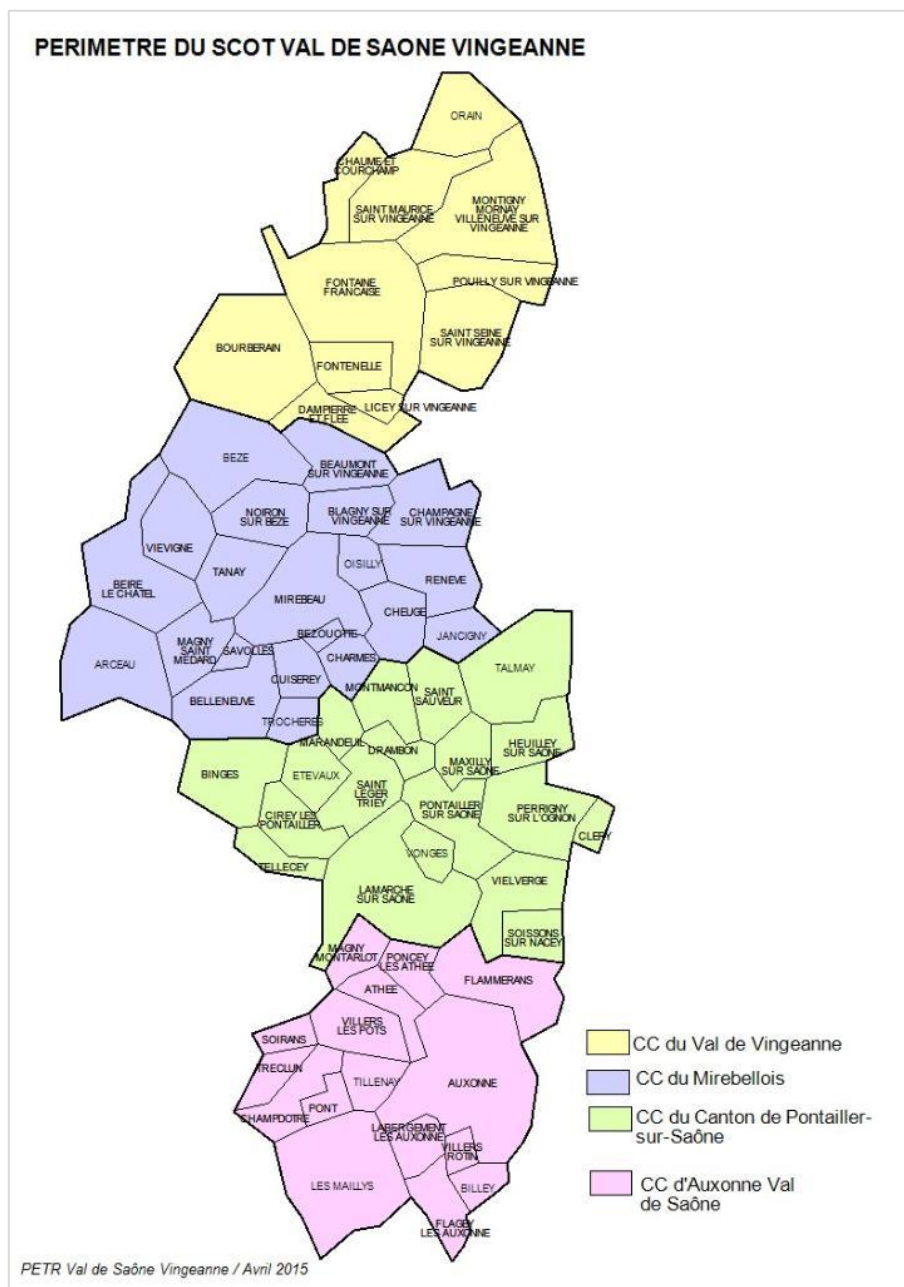 PERIMETRE DU SCOT VAL DE SAONE VINGEANNE
ORAIN
CHAUME ET
COURCHAMP
SAINT MAURICE
SUR VINGEANNE
MONTIGNY
MORNAY
VILLENEUVE SUR
VINGEANNE
FONTAINE
FRANCAISE
POUILLY SUR VINGEANNE
SAINT SEINE
SUR VINGEANNE
BOURBERAIN
FONTENELLE
LICEY SUR VINGEANNE
DAMPIERRE
ET FLEE
BEZE
BEAUMONT
SUR VINGEANNE
NOIRON
SUR BEZE
BLAGNY SUR
VINGEANNE
CHAMPAGNE
SUR VINGEANNE
VIEVIGNE
TANAY
OISILLY
RENEVE
BEIRE
LE CHATEL
MIREBEAU
CHEUGE
BEZOUOTTE
JANCIGNY
MAGNY
SAINT
MEDARD
SAVOLLES
CHARMES
ARCEAU
CUISEREY
BELLENEUVE
TROCHERES
TALMAY
MONTMANCON
SAINT
SAUVEUR
MARANDEUIL
DRAMBON
HEUILLEY
SUR SAONE
MAXILLY
SUR SAONE
BINGES
ETEVAUX
SAINT
LEGER
TRIEY
PONTAILLER
SUR SAONE
PERRIGNY
SUR L'OGNON
CIREY LES
PONTAILLER
CLERY
VONGES
TELLECEY
VIELVERGE
LAMARCHE
SUR SAONE
SOISSONS
SUR NACEY
MAGNY
MONTARLOT
PONCEY
LES ATHEE
FLAMMERANS
ATHEE
VILLERS
LES POTS
SOIRANS
TRECLUN
TILLENAY
AUXONNE
CHAMPDOTRE
PONT
LABERGEMENT
LES AUXONNE
VILLERS
ROTIN
LES MAILLYS
BILLEY
FLAGEY
LES AUXONNE
CC du Val de Vingeanne
CC du Mirebellois
CC du Canton de Pontailler-
sur-Saône
CC d'Auxonne Val
de Saône
PETR Val de Saône Vingeanne / Avril 2015